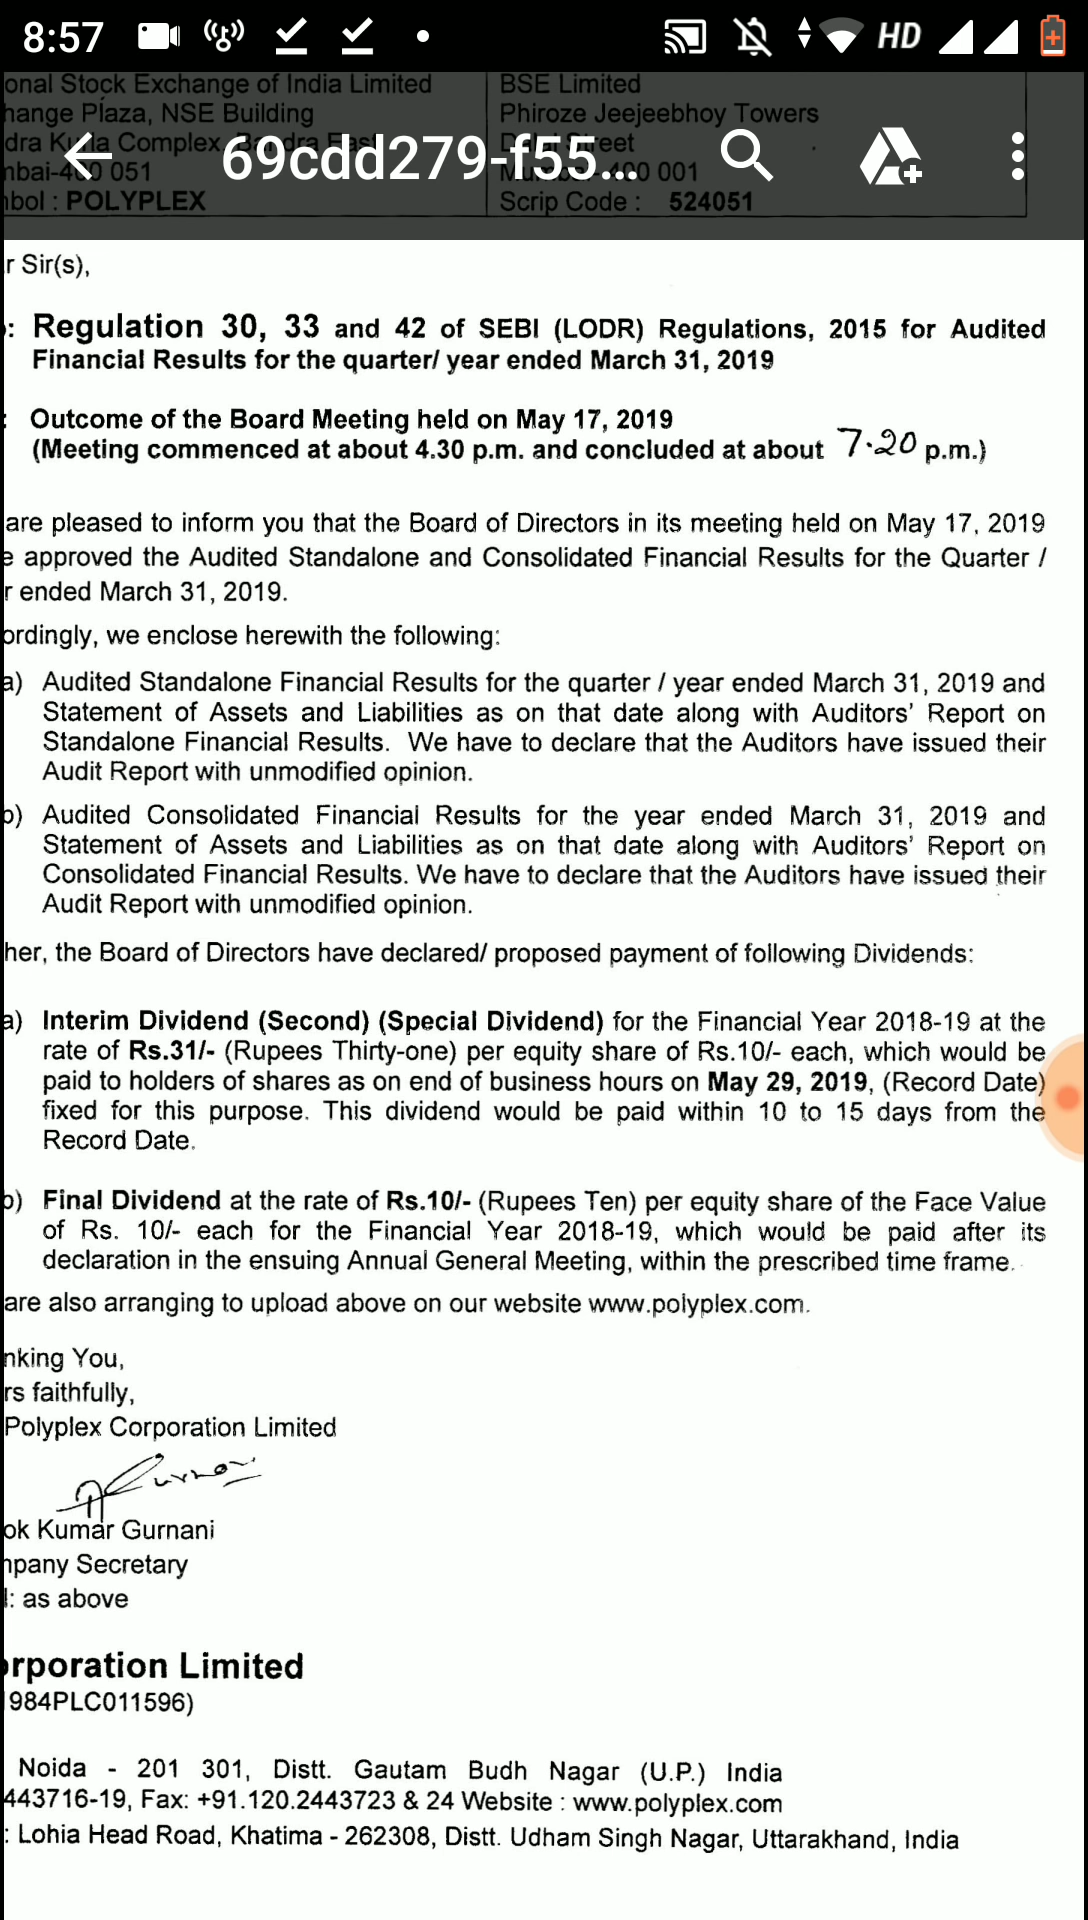 8:57 HD
onal Stock Exchange of India Limited
BSE Limited
hange Plaza, NSE Building
Phiroze Jeejeebhoy Towers
dra Kurla Complex, Bandra East
Dalal Street
nbai-400 051
Mumbai - 400 001
nbol : POLYPLEX
Scrip Code : 524051
69cdd279-f55...
r Sir(s),
: Regulation 30, 33 and 42 of SEBI (LODR) Regulations, 2015 for Audited
Financial Results for the quarter/ year ended March 31, 2019
: Outcome of the Board Meeting held on May 17, 2019
(Meeting commenced at about 4.30 p.m. and concluded at about 7.20 p.m.)
are pleased to inform you that the Board of Directors in its meeting held on May 17, 2019
e approved the Audited Standalone and Consolidated Financial Results for the Quarter /
r ended March 31, 2019.
ordingly, we enclose herewith the following:
a) Audited Standalone Financial Results for the quarter / year ended March 31, 2019 and
Statement of Assets and Liabilities as on that date along with Auditors' Report on
Standalone Financial Results. We have to declare that the Auditors have issued their
Audit Report with unmodified opinion.
b) Audited Consolidated Financial Results for the year ended March 31, 2019 and
Statement of Assets and Liabilities as on that date along with Auditors' Report on
Consolidated Financial Results. We have to declare that the Auditors have issued their
Audit Report with unmodified opinion.
her, the Board of Directors have declared/ proposed payment of following Dividends:
a) Interim Dividend (Second) (Special Dividend) for the Financial Year 2018-19 at the
rate of Rs.31/- (Rupees Thirty-one) per equity share of Rs.10/- each, which would be
paid to holders of shares as on end of business hours on May 29, 2019, (Record Date)
fixed for this purpose. This dividend would be paid within 10 to 15 days from the
Record Date.
b) Final Dividend at the rate of Rs.10/- (Rupees Ten) per equity share of the Face Value
of Rs. 10/- each for the Financial Year 2018-19, which would be paid after its
declaration in the ensuing Annual General Meeting, within the prescribed time frame.
are also arranging to upload above on our website www.polyplex.com.
nking You,
rs faithfully,
Polyplex Corporation Limited
ok Kumar Gurnani
mpany Secretary
l: as above
orporation Limited
984PLC011596)
Noida - 201 301, Distt. Gautam Budh Nagar (U.P.) India
443716-19, Fax: +91.120.2443723 & 24 Website : www.polyplex.com
: Lohia Head Road, Khatima - 262308, Distt. Udham Singh Nagar, Uttarakhand, India